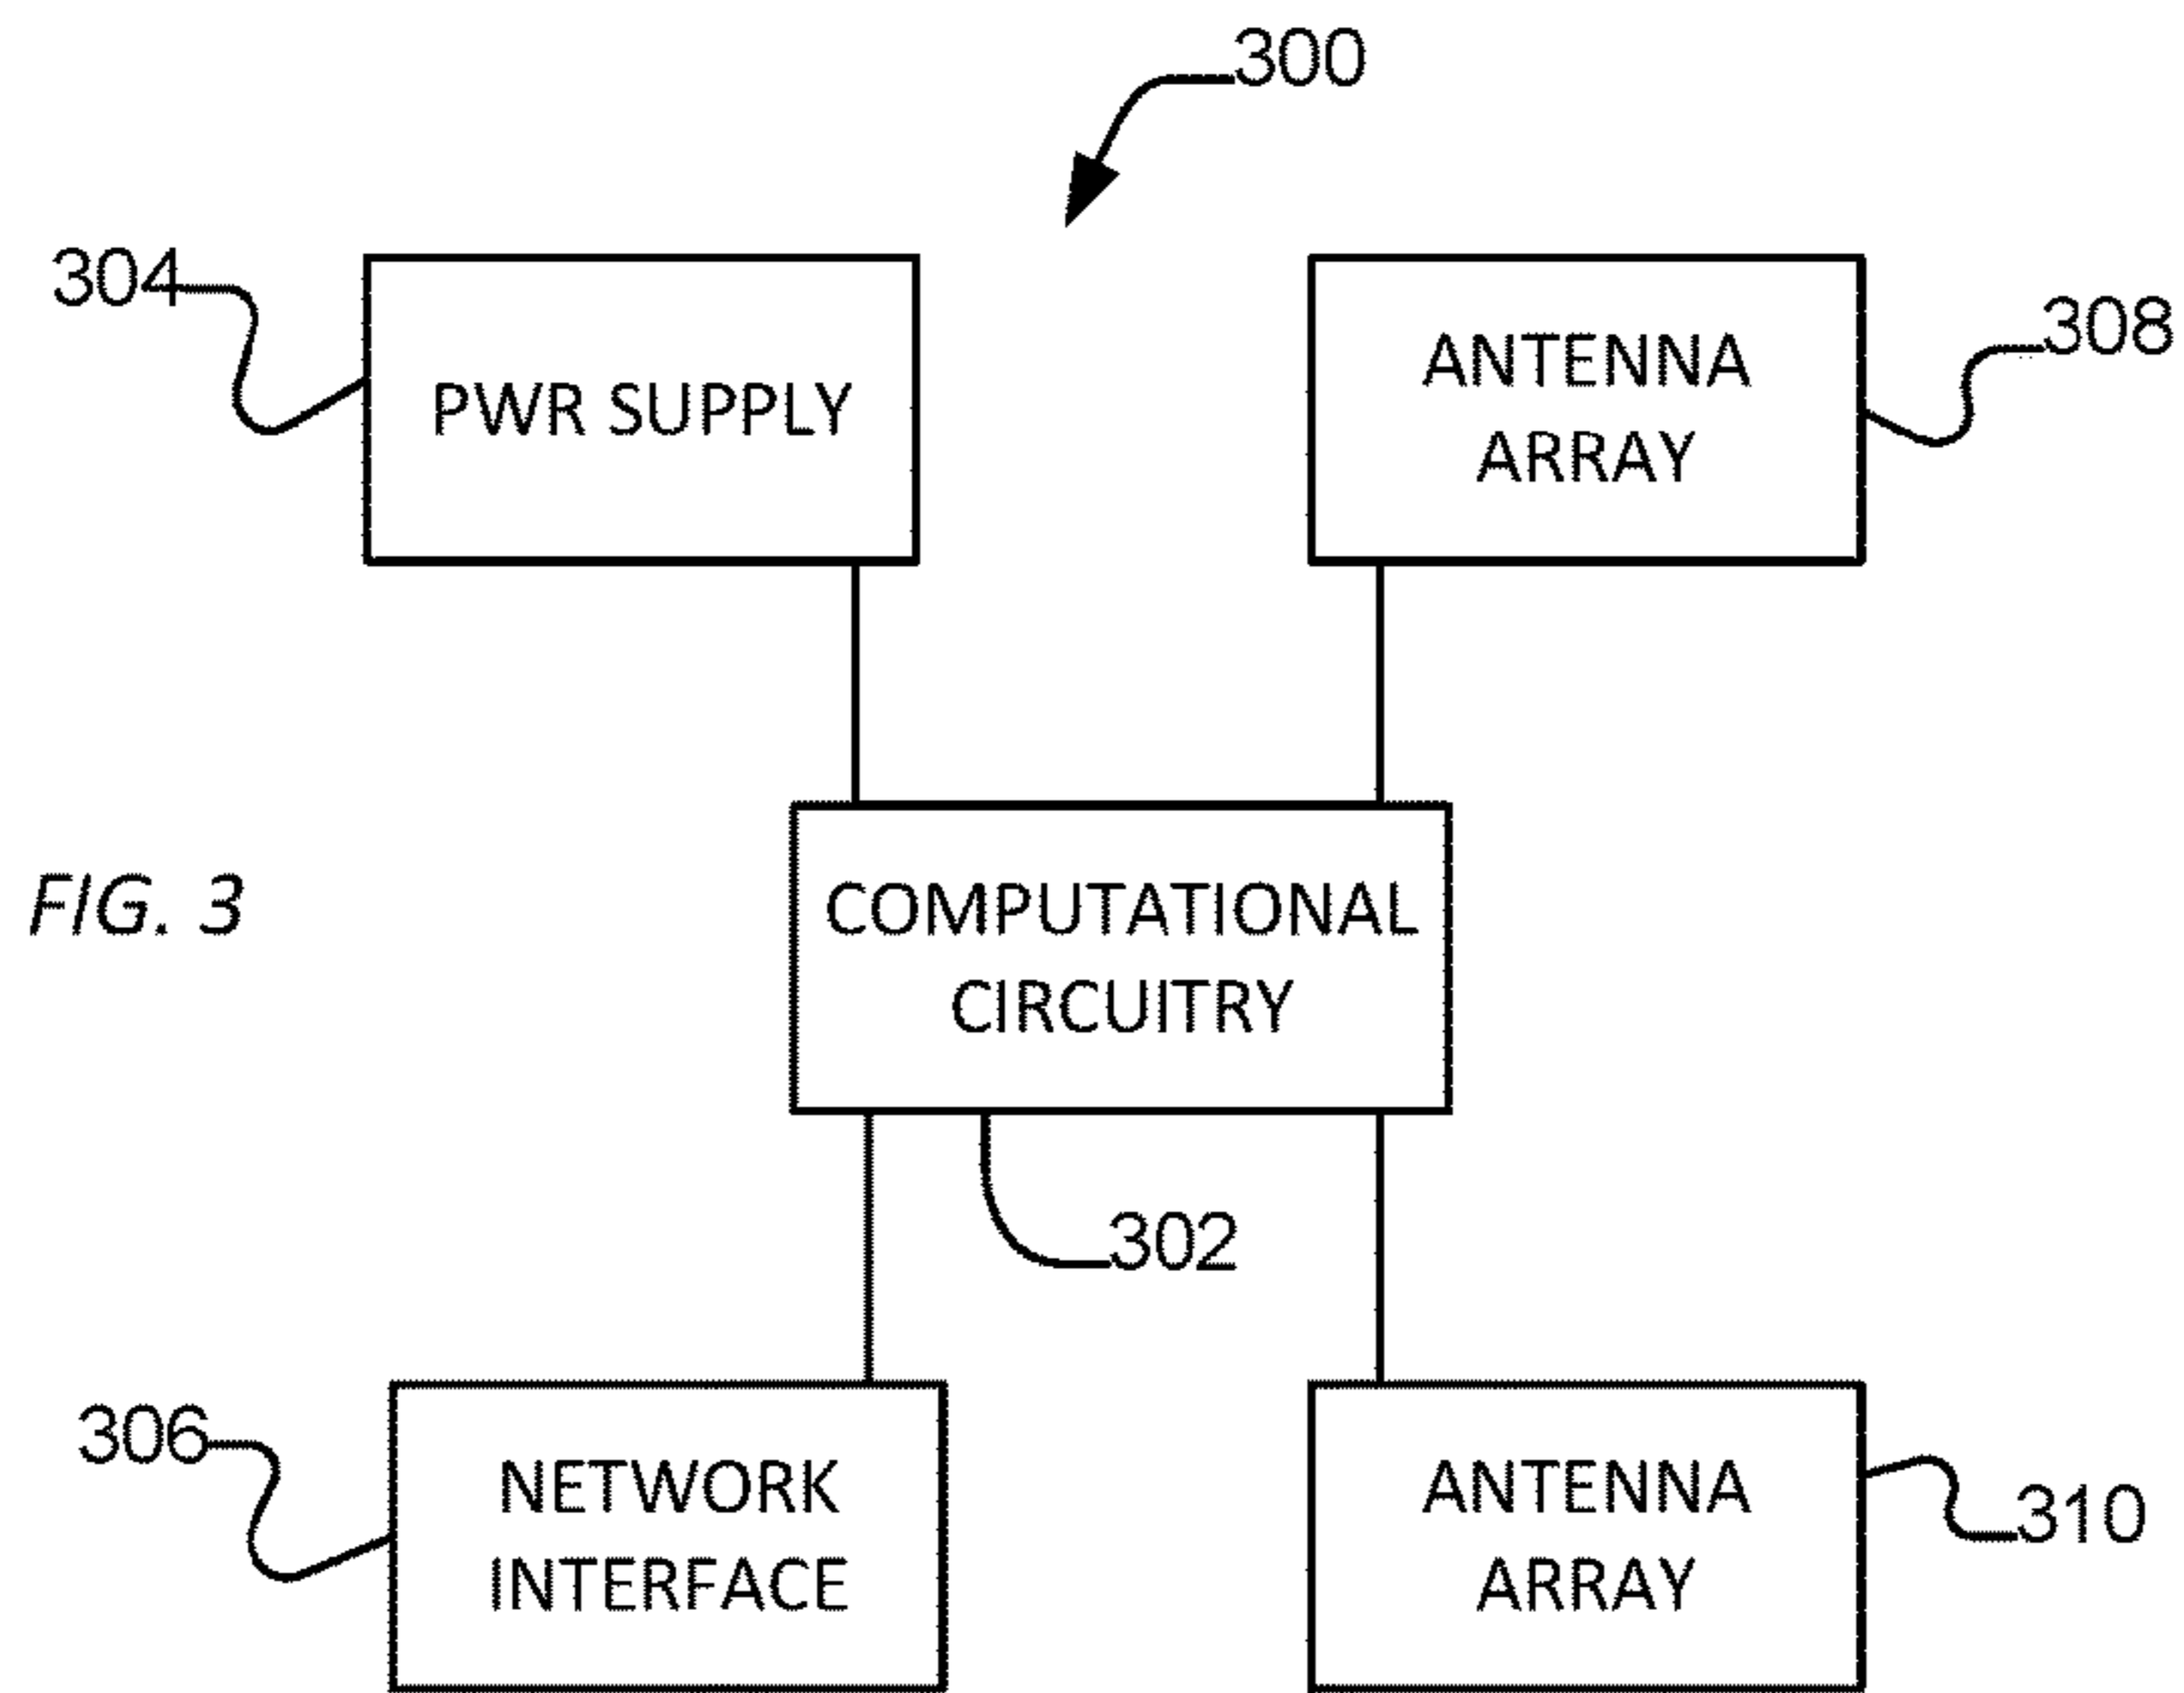 300
304
PWR SUPPLY
ANTENNA
ARRAY
308
FIG. 3
COMPUTATIONAL
CIRCUITRY
302
306
NETWORK
INTERFACE
ANTENNA
ARRAY
310